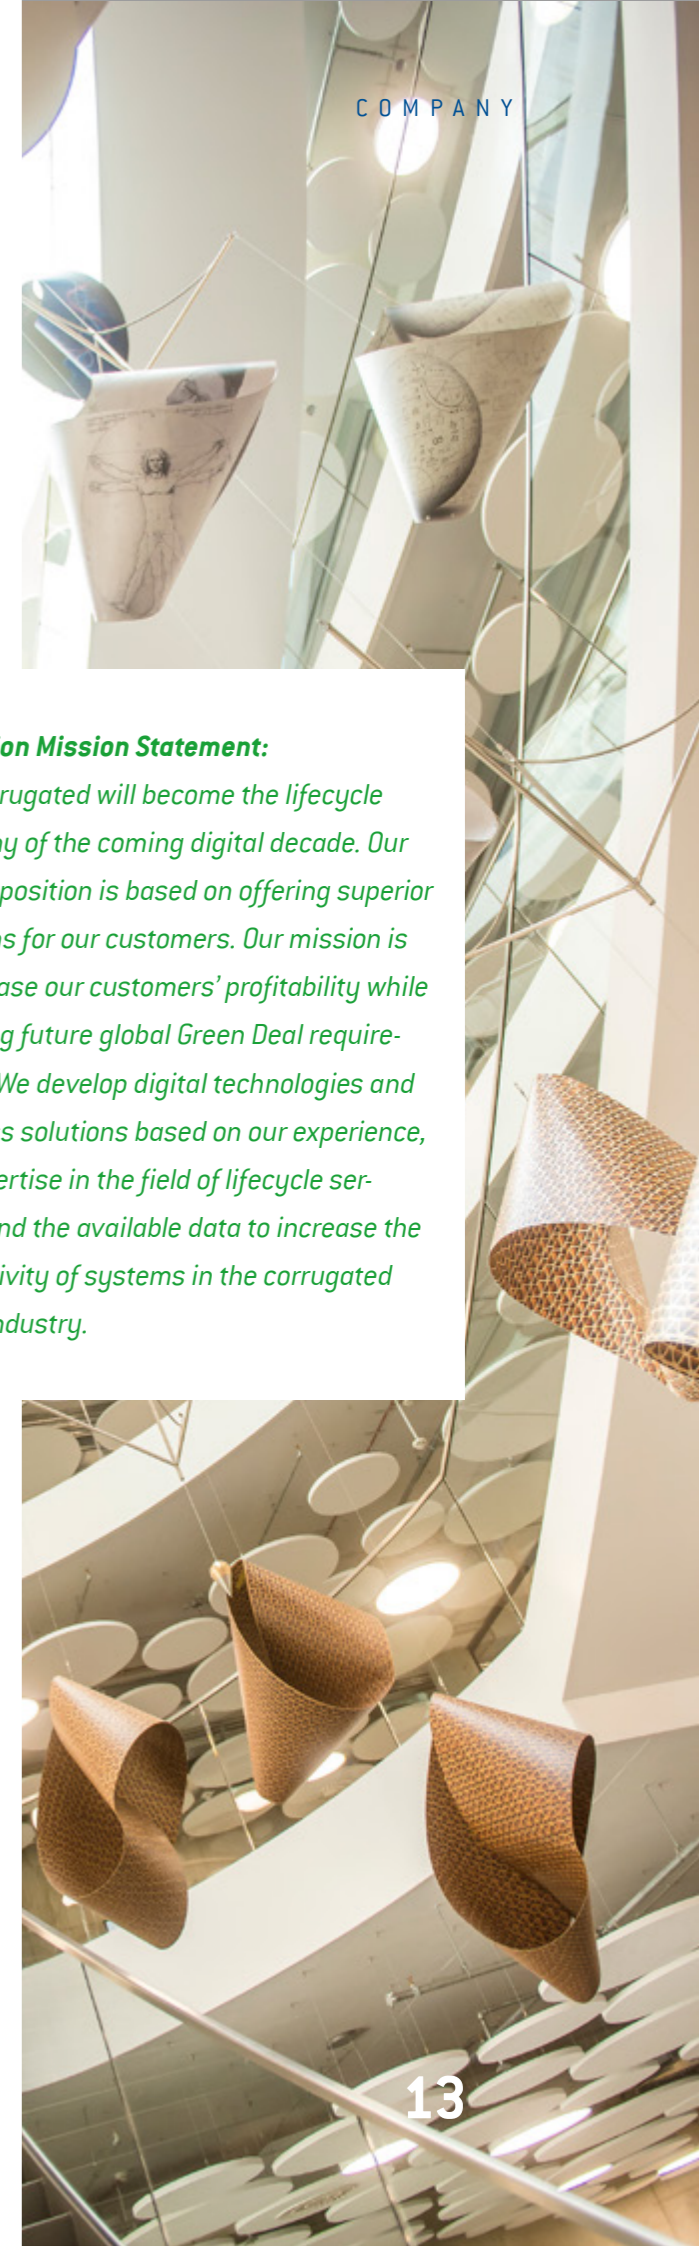 COMPANY
on Mission Statement:
rugated will become the lifecycle
y of the coming digital decade. Our
position is based on offering superior
s for our customers. Our mission is
ase our customers’ profitability while
g future global Green Deal require-
We develop digital technologies and
s solutions based on our experience,
ertise in the field of lifecycle ser-
nd the available data to increase the
ivity of systems in the corrugated
ndustry.
13